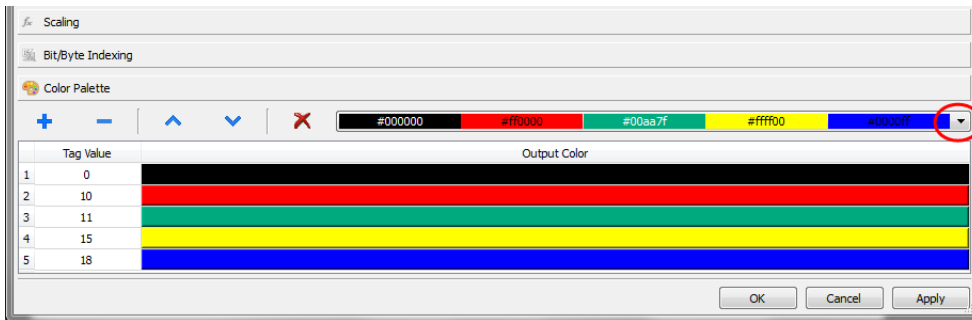 Scaling
Bit/Byte Indexing
Color Palette
#000000 #ff0000 #00aa7f #ffff00 #0000ff
Tag Value Output Color
1 0
2 10
3 11
4 15
5 18
OK Cancel Apply